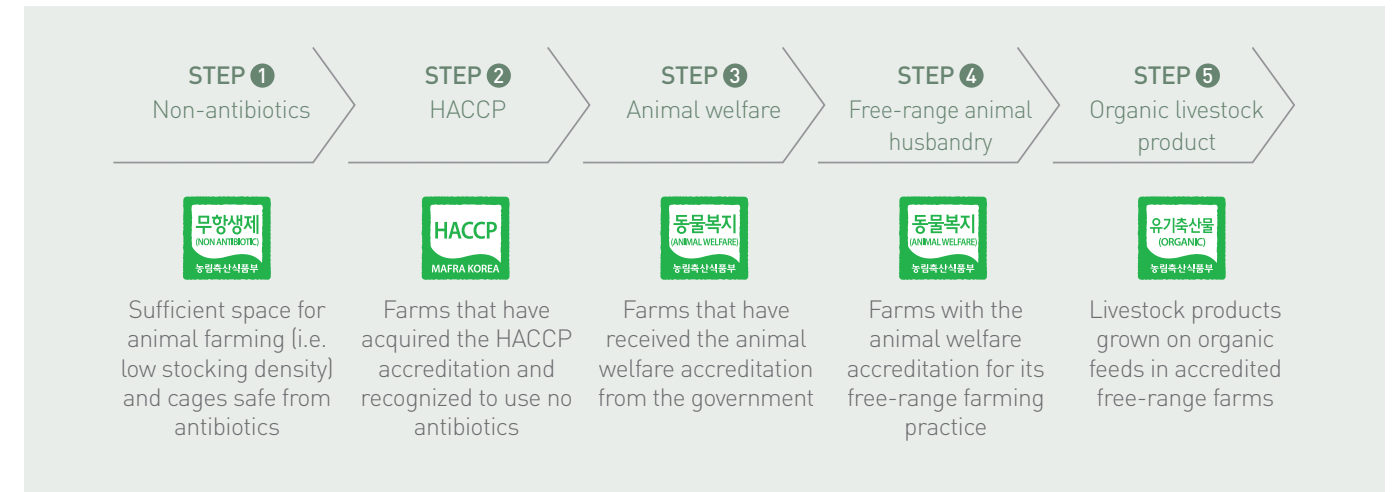 STEP 1
Non-antibiotics
STEP 2
HACCP
STEP 3
Animal welfare
STEP 4
Free-range animal
husbandry
STEP 5
Organic livestock
product
무항생제
(NON ANTIBIOTIC)
농림축산식품부
HACCP
MAFRA KOREA
동물복지
(ANIMAL WELFARE)
농림축산식품부
동물복지
(ANIMAL WELFARE)
농림축산식품부
유기축산물
(ORGANIC)
농림축산식품부
Sufficient space for
animal farming (i.e.
low stocking density)
and cages safe from
antibiotics
Farms that have
acquired the HACCP
accreditation and
recognized to use no
antibiotics
Farms that have
received the animal
welfare accreditation
from the government
Farms with the
animal welfare
accreditation for its
free-range farming
practice
Livestock products
grown on organic
feeds in accredited
free-range farms